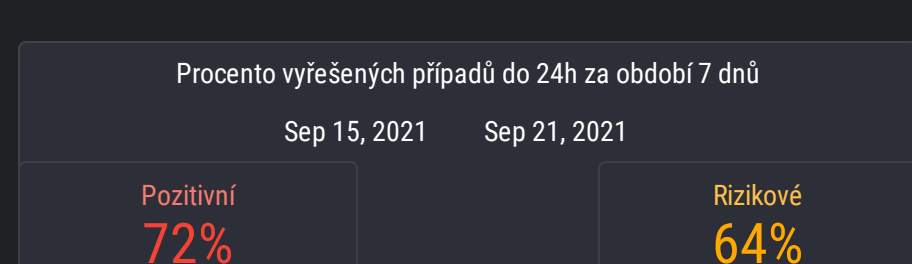 Procento vyřešených případů do 24h za období 7 dnů
Sep 15, 2021 Sep 21, 2021
Pozitivní Rizikové
72% 64%